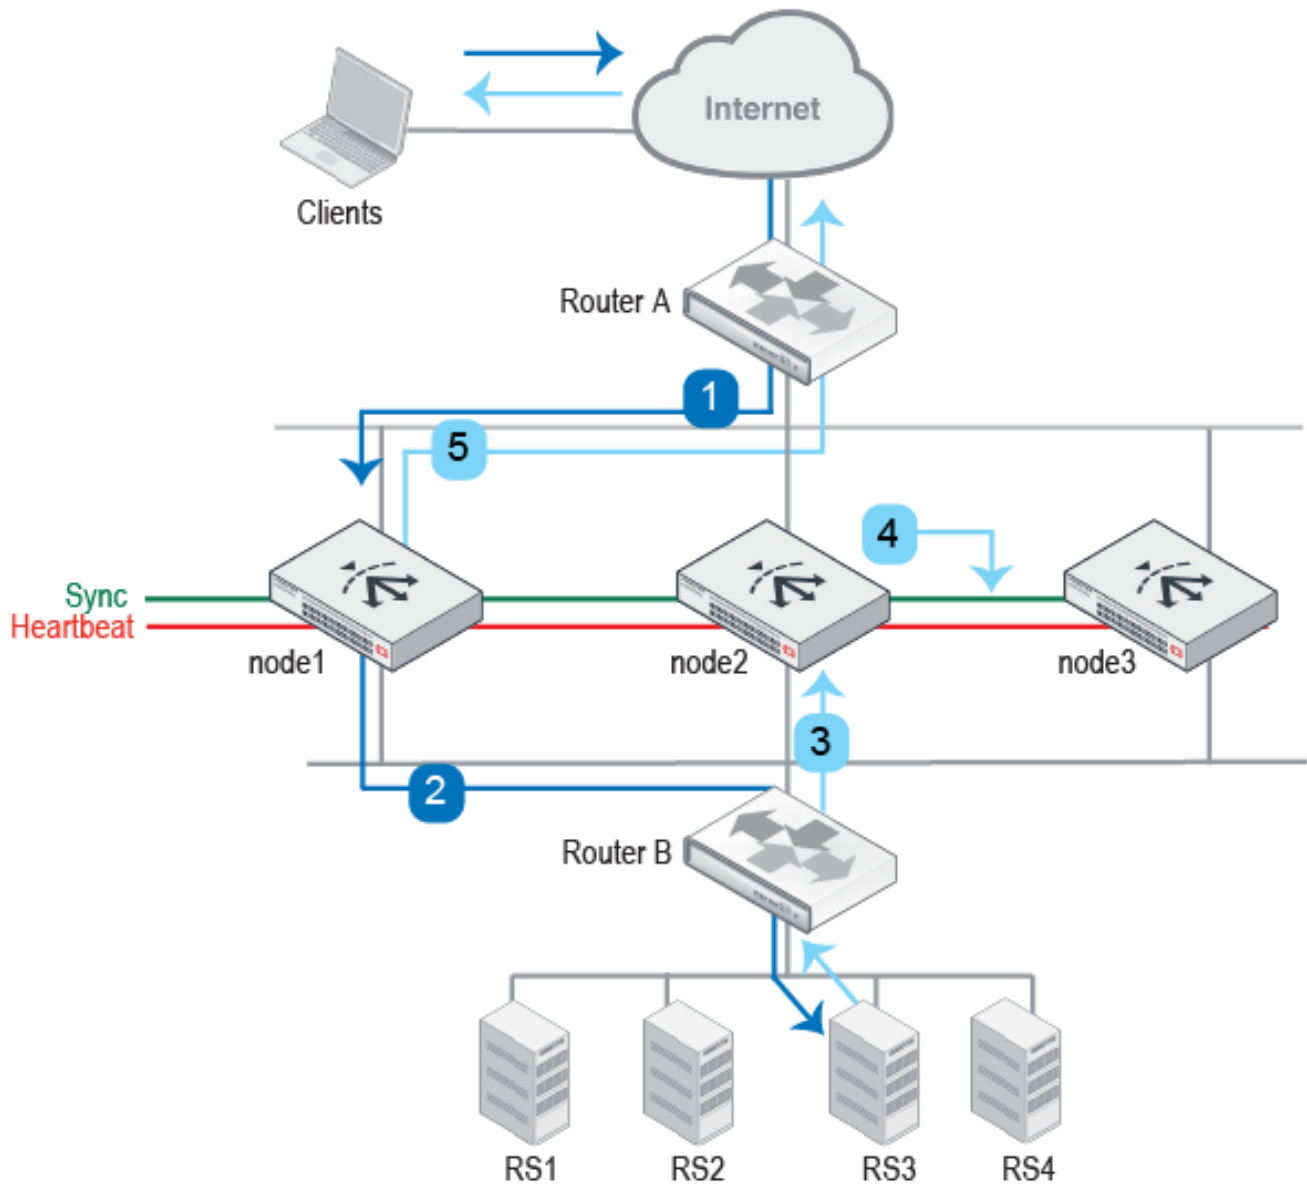 Internet
Clients
Router A
1
5
4
Sync
Heartbeat
node1
node2
node3
3
2
Router B
RS1
RS2
RS3
RS4